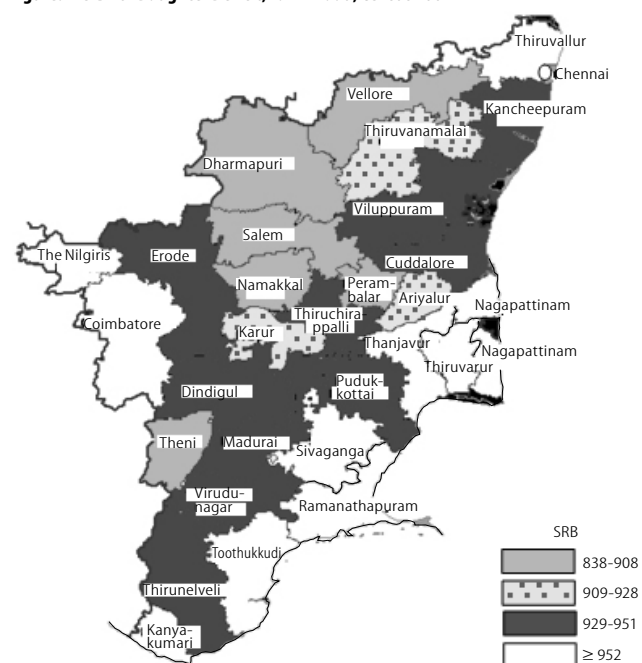 Thiruvallur
Chennai
Vellore
Kancheepuram
Thiruvanamalai
Dharmapuri
Viluppuram
Salem
The Nilgiris
Erode
Cuddalore
Namakkal
Peram-
balar
Ariyalur
Nagapattinam
Coimbatore
Karur
Thiruchira-
ppalli
Thanjavur
Nagapattinam
Thiruvarur
Dindigul
Puduk-
kottai
Theni
Madurai
Sivaganga
Virudu-
nagar
Ramanathapuram
Toothukkudi
Thirunelveli
Kanya-
kumari
SRB
838-908
909-928
929-951
≥ 952